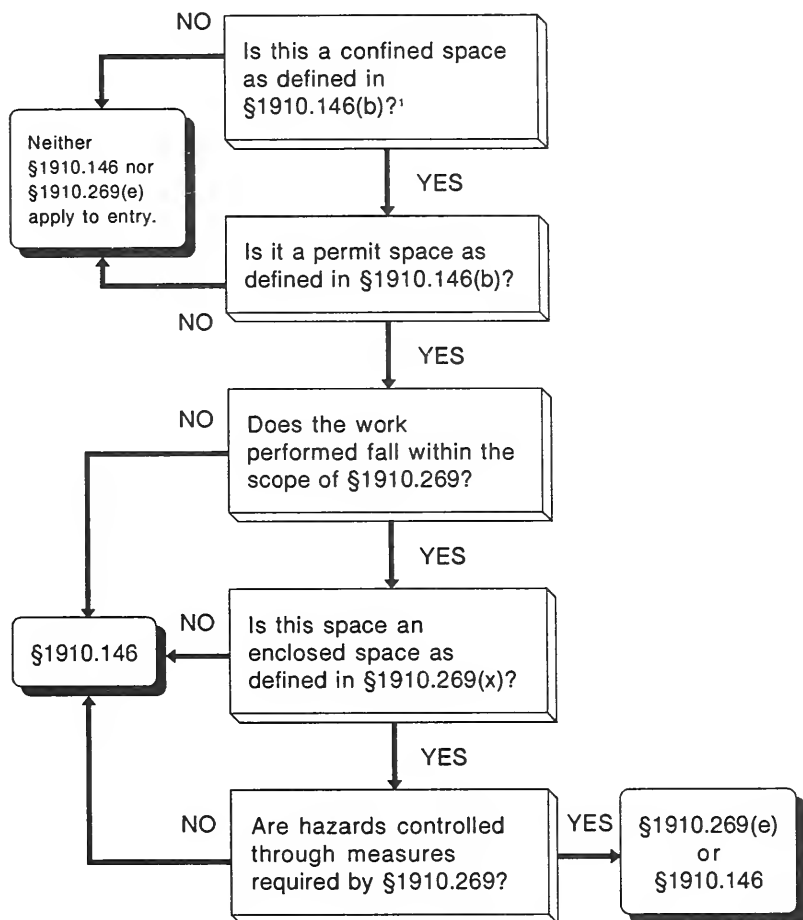 NO
Is this a confined space
as defined in
§1910.146(b)?¹
Neither
§1910.146 nor
§1910.269(e)
apply to entry.
YES
Is it a permit space as
defined in §1910.146(b)?
NO
YES
NO
Does the work
performed fall within the
scope of §1910.269?
YES
§1910.146
NO
Is this space an
enclosed space as
defined in §1910.269(x)?
YES
NO
Are hazards controlled
through measures
required by §1910.269?
YES
§1910.269(e)
or
§1910.146